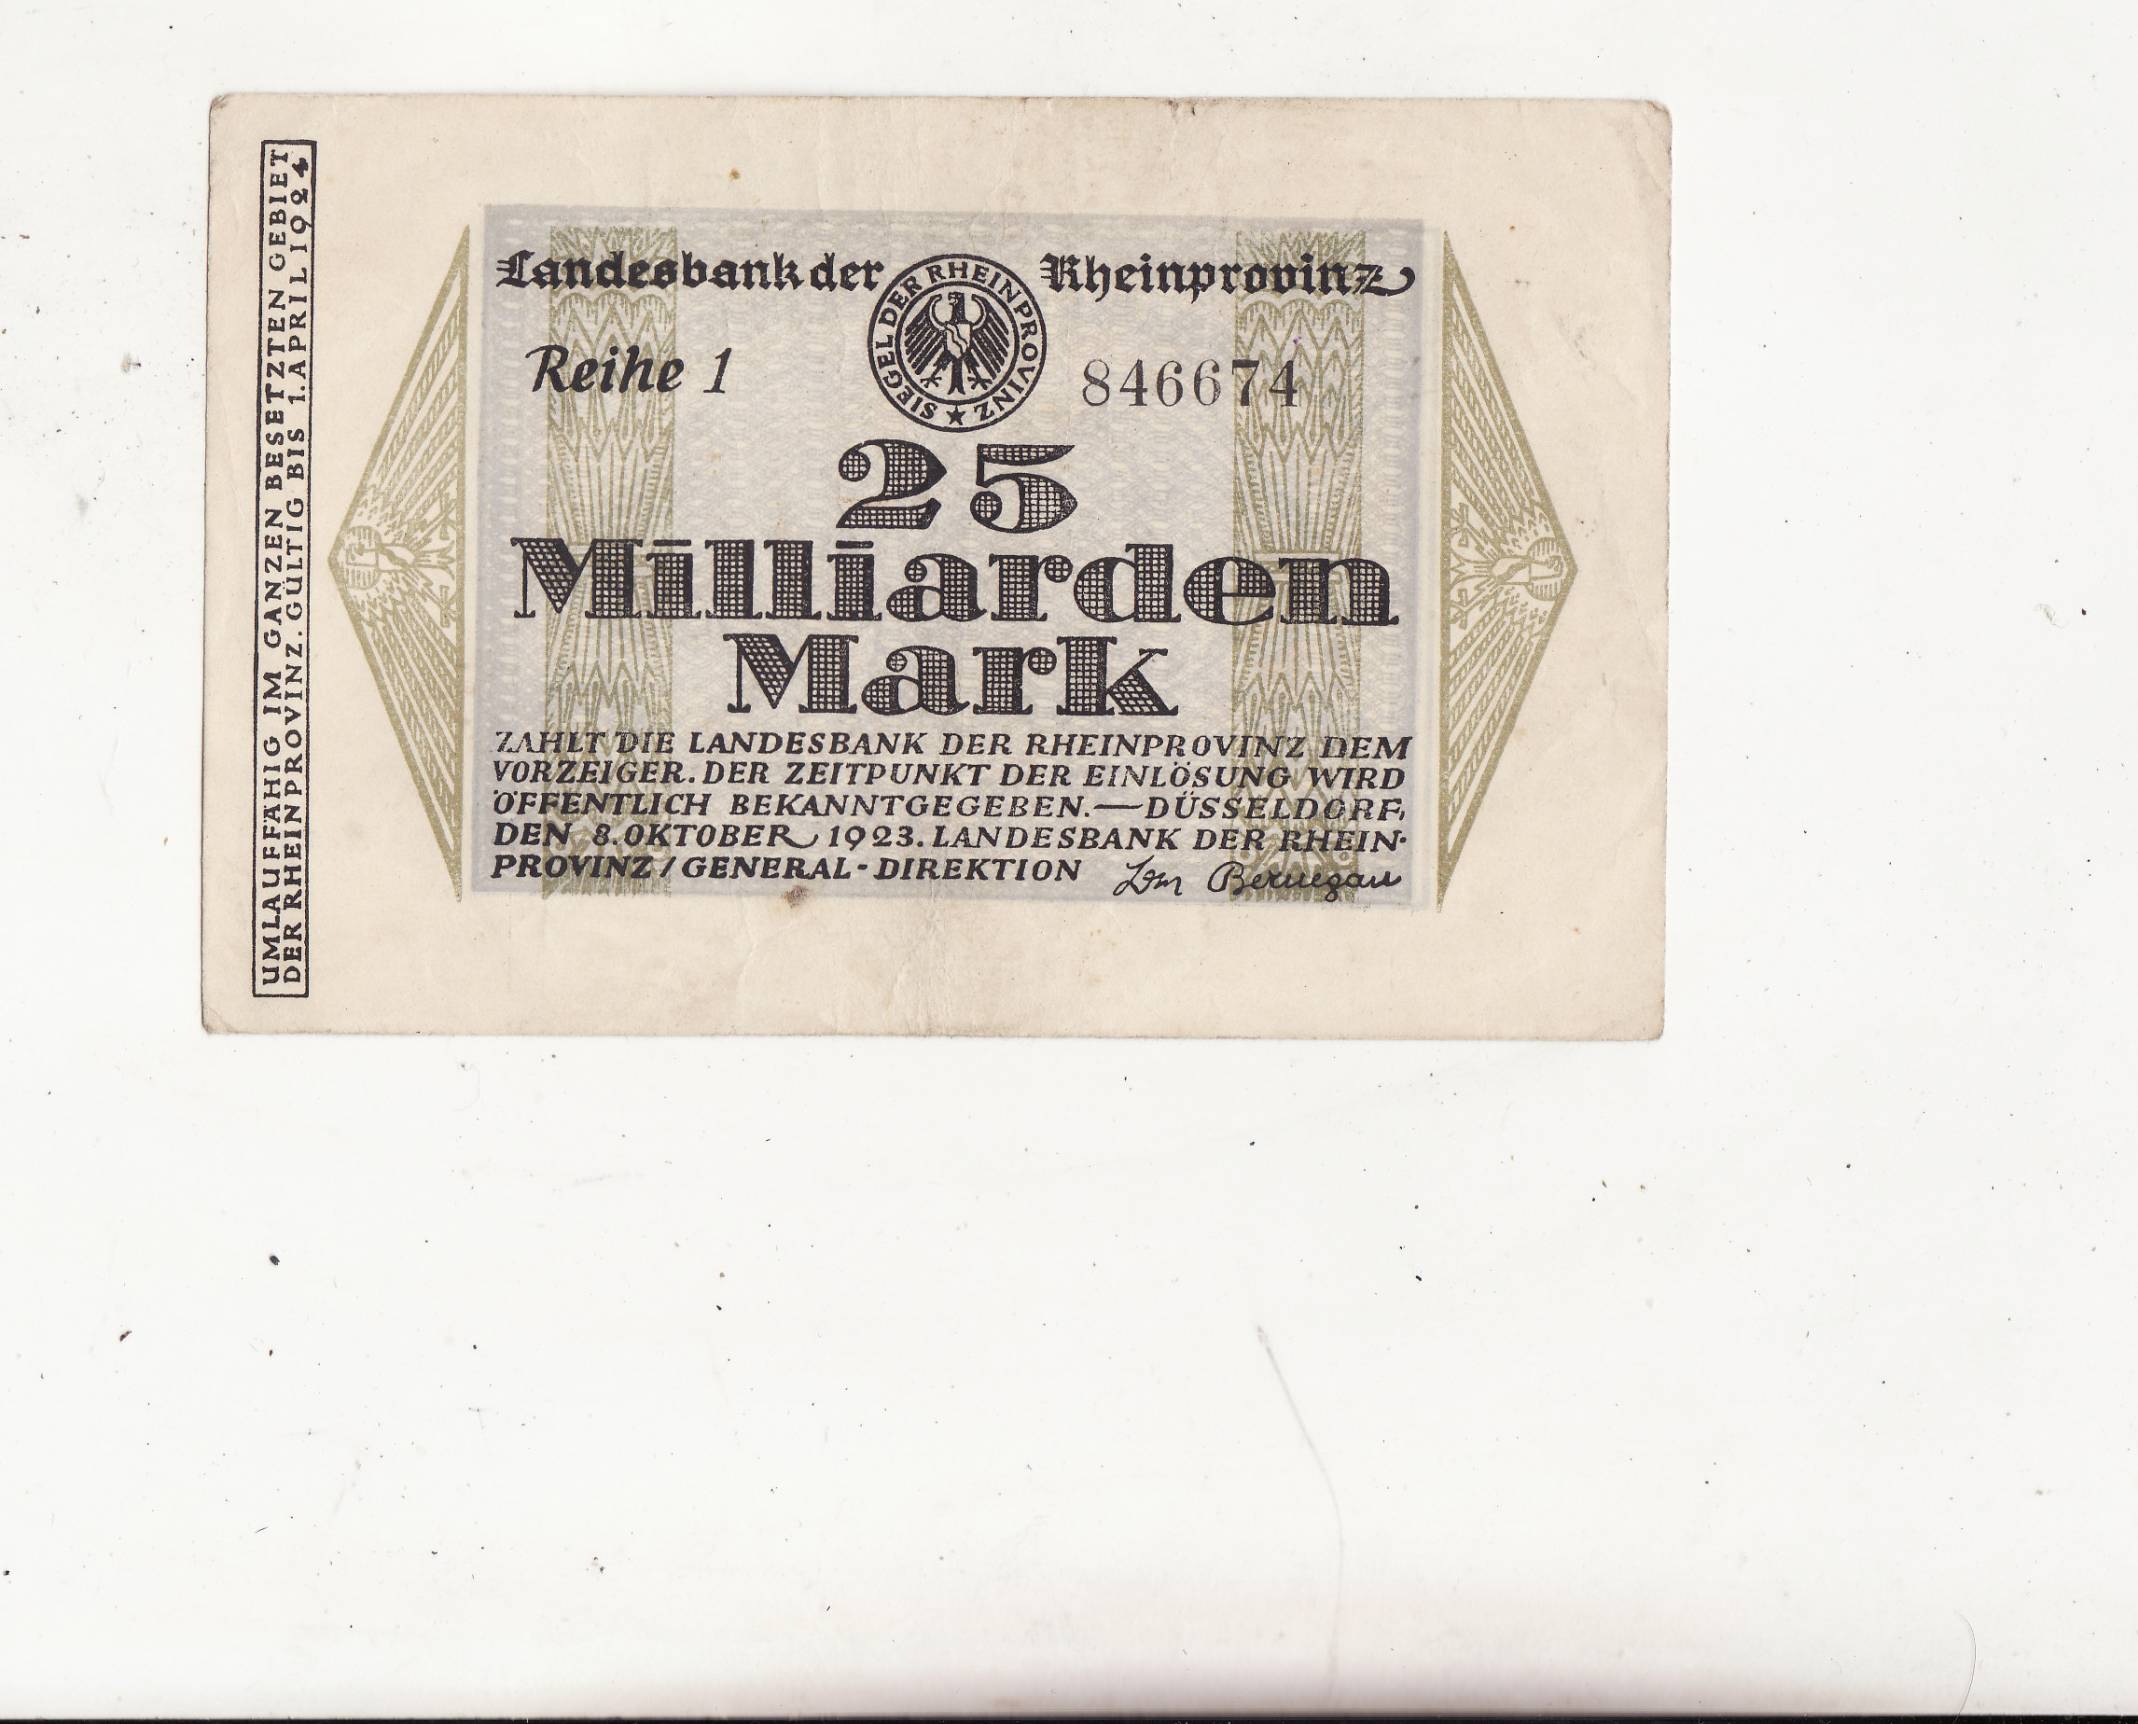 UMLAUFFÄHIG IM GANZEN BESETZTEN GEBIET
DER RHEINPROVINZ. GÜLTIG BIS 1. APRIL 1924
Landesbank der Rheinprovinz
SIEGEL DER RHEINPROVINZ
Reihe 1
846674
25
Milliarden
Mark
ZAHLT DIE LANDESBANK DER RHEINPROVINZ DEM
VORZEIGER. DER ZEITPUNKT DER EINLÖSUNG WIRD
ÖFFENTLICH BEKANNTGEGEBEN.—DÜSSELDORF,
DEN 8. OKTOBER 1923. LANDESBANK DER RHEIN-
PROVINZ / GENERAL-DIREKTION
Bernegau